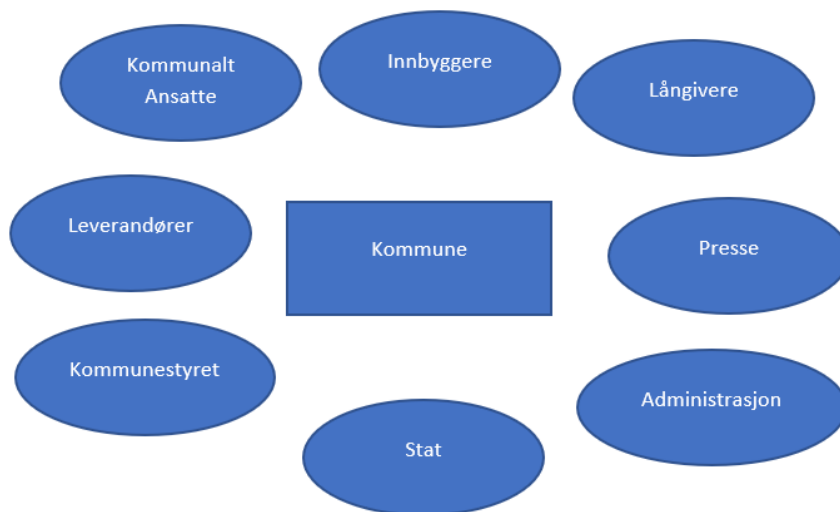 Kommunalt
Ansatte
Innbyggere
Långivere
Leverandører
Kommune
Presse
Kommunestyret
Administrasjon
Stat